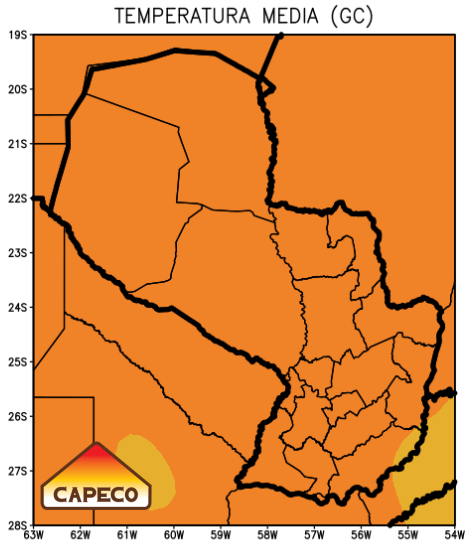 TEMPERATURA MEDIA (GC)
19S
20S
21S
22S
23S
24S
25S
26S
27S
28S
CAPECO
63W 62W 61W 60W 59W 58W 57W 56W 55W 54W